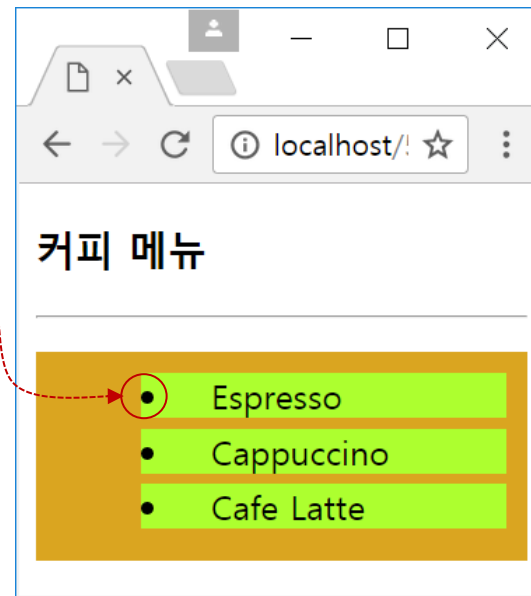 localhost/
커피 메뉴
• Espresso
• Cappuccino
• Cafe Latte